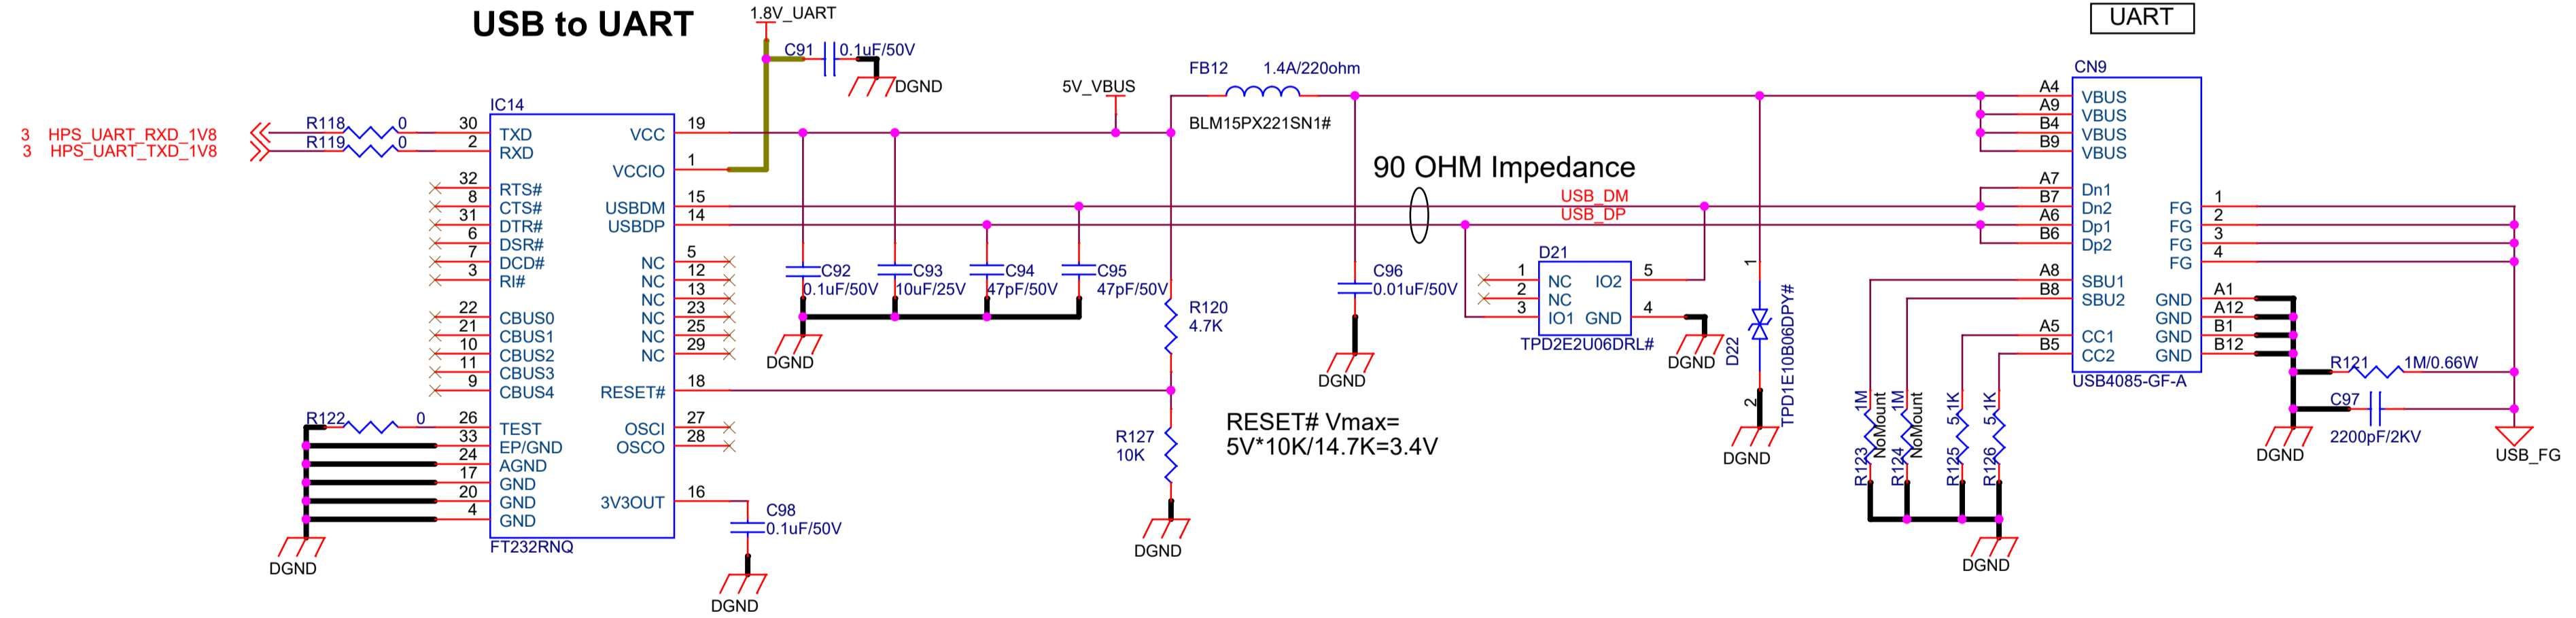 USB to UART
1.8V_UART
C91
0.1uF/50V
DGND
UART
5V_VBUS
FB12
1.4A/220ohm
BLM15PX221SN1#
90 OHM Impedance
USB_DM
USB_DP
3 HPS_UART_RXD_1V8
3 HPS_UART_TXD_1V8
R118 0
R119 0
IC14
30 TXD
2 RXD
32 RTS#
8 CTS#
31 DTR#
6 DSR#
7 DCD#
3 RI#
22 CBUS0
21 CBUS1
10 CBUS2
11 CBUS3
9 CBUS4
R122 0
26 TEST
33 EP/GND
24 AGND
17 GND
20 GND
4 GND
DGND
VCC 19
VCCIO 1
USBDM 15
USBDP 14
NC 5
NC 12
NC 13
NC 23
NC 25
NC 29
RESET# 18
OSCI 27
OSCO 28
3V3OUT 16
FT232RNQ
C98
0.1uF/50V
DGND
C92
0.1uF/50V
C93
10uF/25V
C94
47pF/50V
C95
47pF/50V
DGND
R120
4.7K
R127
10K
DGND
RESET# Vmax=
5V*10K/14.7K=3.4V
C96
0.01uF/50V
DGND
D21
1 NC
2 NC
3 IO1
IO2 5
GND 4
TPD2E2U06DRL#
DGND
1
2
D22
TPD1E10B06DPY#
DGND
CN9
A4 VBUS
A9 VBUS
B4 VBUS
B9 VBUS
A7 Dn1
B7 Dn2
A6 Dp1
B6 Dp2
A8 SBU1
B8 SBU2
A5 CC1
B5 CC2
FG 1
FG 2
FG 3
FG 4
GND A1
GND A12
GND B1
GND B12
USB4085-GF-A
R123 1M
NoMount
R124 1M
NoMount
R125 5.1K
R126 5.1K
DGND
R121 1M/0.66W
C97
2200pF/2KV
DGND
USB_FG